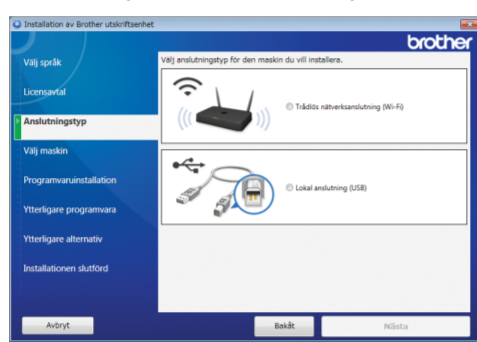 Installation av Brother utskriftsenhet
brother
Välj språk
Licensavtal
Anslutningstyp
Välj maskin
Programvaruinstallation
Ytterligare programvara
Ytterligare alternativ
Installationen slutförd
Välj anslutningstyp för den maskin du vill installera.
Trådlös nätverksanslutning (Wi-Fi)
Lokal anslutning (USB)
Avbryt
Bakåt
Nästa